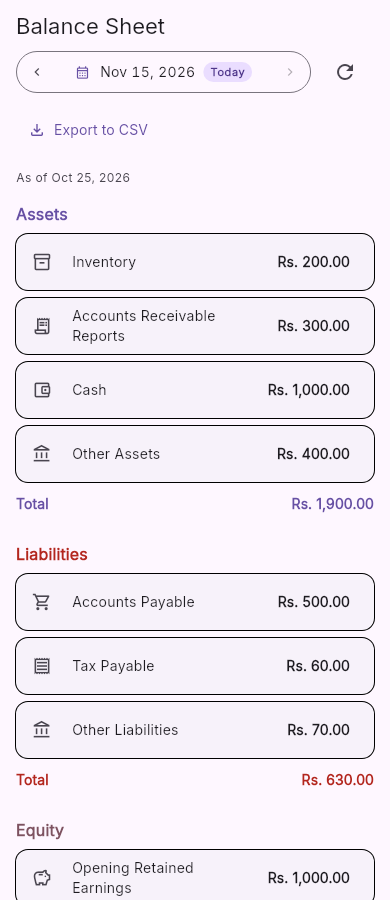 Balance Sheet
Nov 15, 2026 Today
Export to CSV
As of Oct 25, 2026
Assets
Inventory Rs. 200.00
Accounts Receivable
Reports Rs. 300.00
Cash Rs. 1,000.00
Other Assets Rs. 400.00
Total Rs. 1,900.00
Liabilities
Accounts Payable Rs. 500.00
Tax Payable Rs. 60.00
Other Liabilities Rs. 70.00
Total Rs. 630.00
Equity
Opening Retained
Earnings Rs. 1,000.00